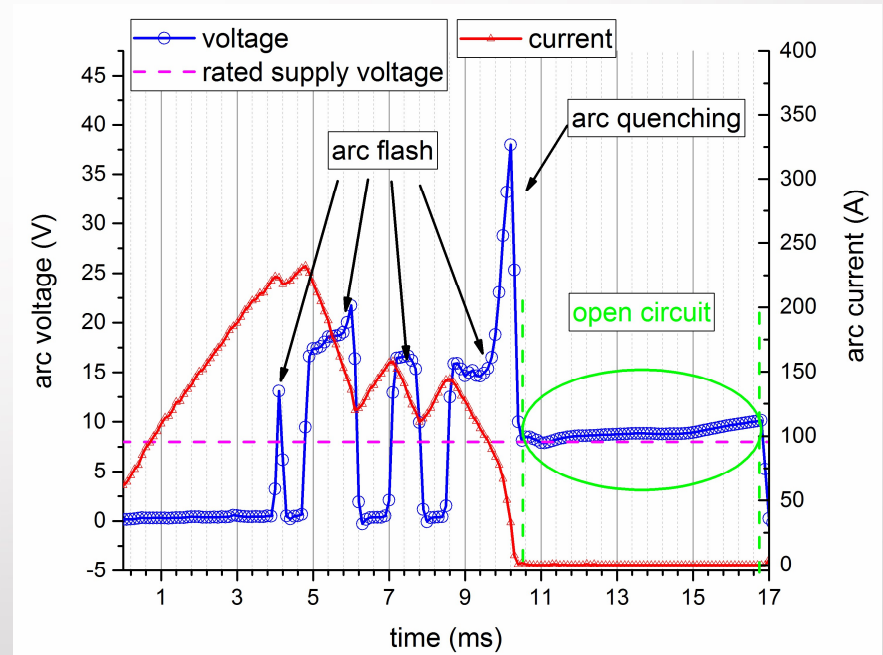 voltage
current
rated supply voltage
arc quenching
arc flash
open circuit
arc voltage (V)
45
40
35
30
25
20
15
10
5
0
-5
arc current (A)
400
350
300
250
200
150
100
50
0
1 3 5 7 9 11 13 15 17
time (ms)